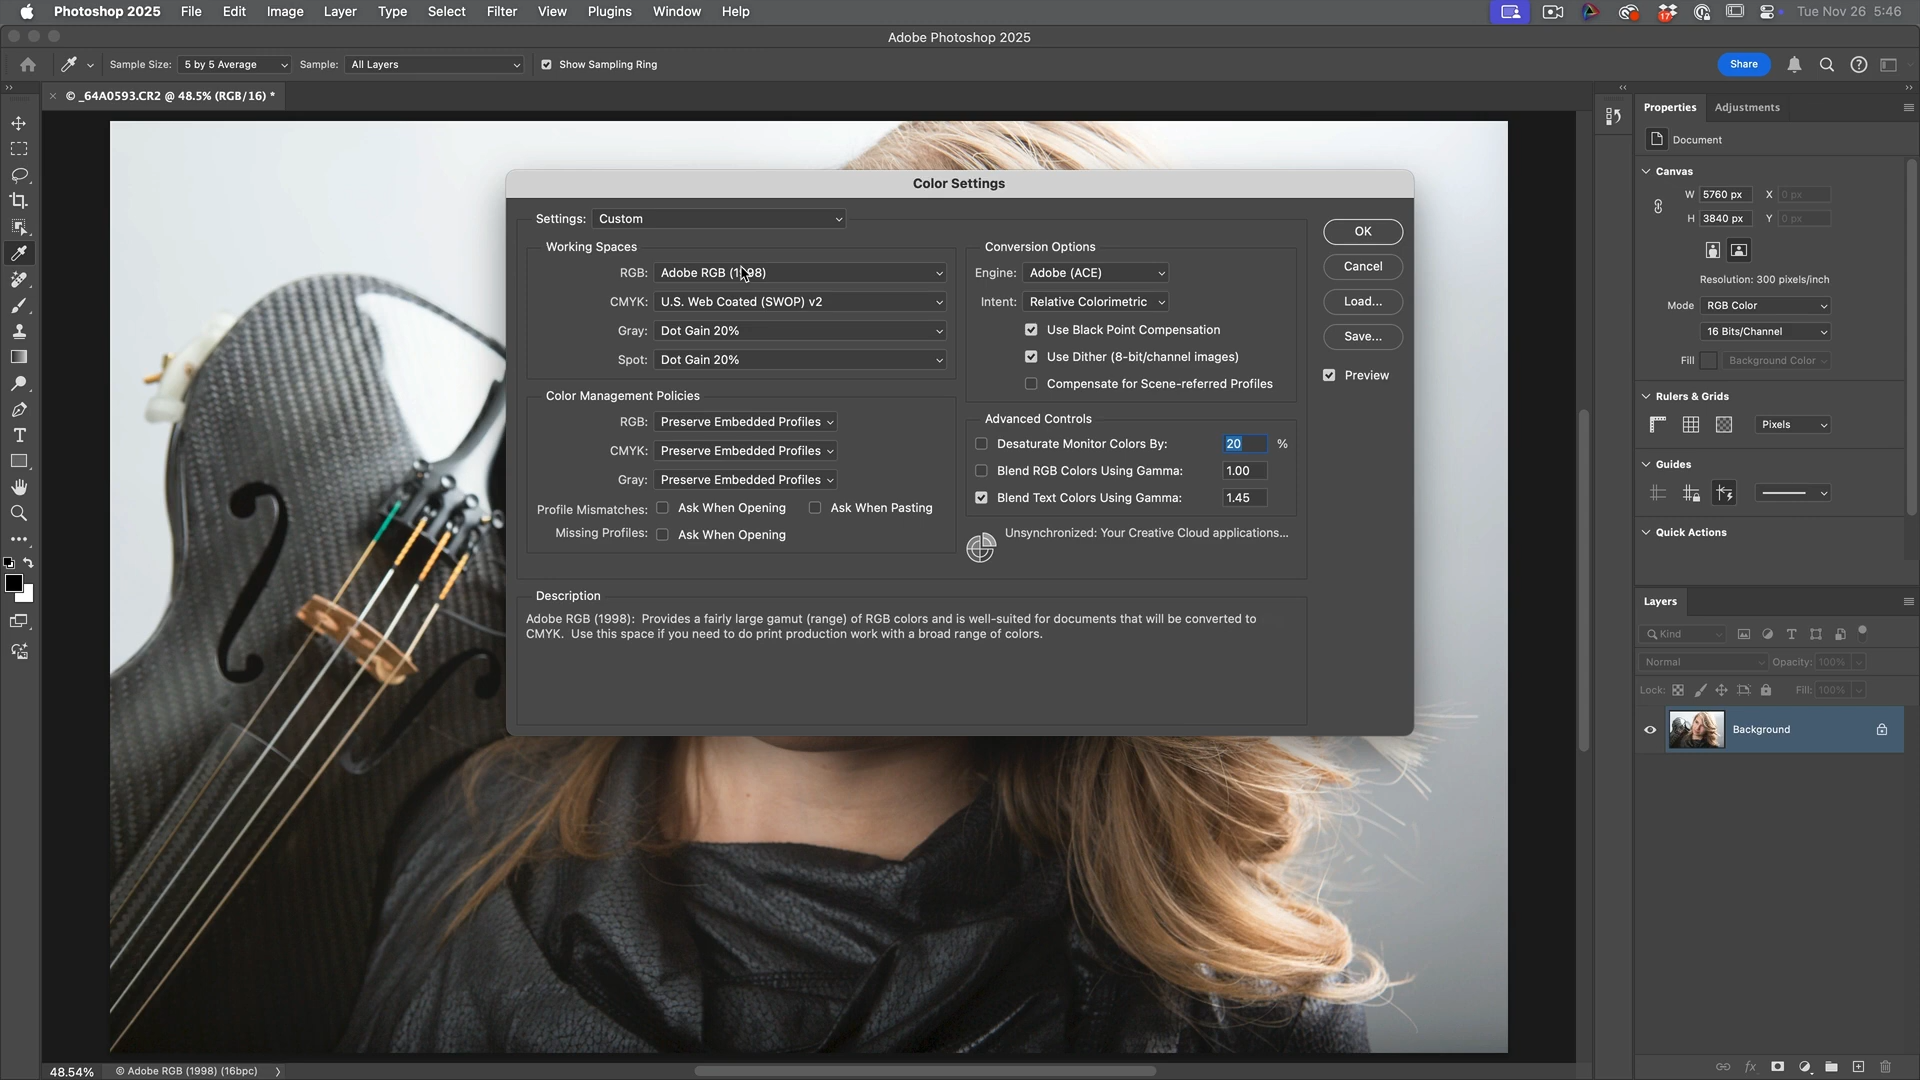 Photoshop 2025 File Edit Image Layer Type Select Filter View Plugins Window Help 17 Tue Nov 26 5:46
Adobe Photoshop 2025
Sample Size: 5 by 5 Average Sample: All Layers Show Sampling Ring Share
© _64A0593.CR2 @ 48.5% (RGB/16) *
Properties Adjustments
Document
Canvas
W 5760 px X 0 px
H 3840 px Y 0 px
Resolution: 300 pixels/inch
Mode RGB Color
16 Bits/Channel
Fill Background Color
Rulers & Grids
Pixels
Guides
Quick Actions
Layers
Kind
Normal Opacity: 100%
Lock: Fill: 100%
Background
Color Settings
Settings: Custom
Working Spaces
RGB: Adobe RGB (1998)
CMYK: U.S. Web Coated (SWOP) v2
Gray: Dot Gain 20%
Spot: Dot Gain 20%
Color Management Policies
RGB: Preserve Embedded Profiles
CMYK: Preserve Embedded Profiles
Gray: Preserve Embedded Profiles
Profile Mismatches: Ask When Opening Ask When Pasting
Missing Profiles: Ask When Opening
Conversion Options
Engine: Adobe (ACE)
Intent: Relative Colorimetric
Use Black Point Compensation
Use Dither (8-bit/channel images)
Compensate for Scene-referred Profiles
Advanced Controls
Desaturate Monitor Colors By: 20 %
Blend RGB Colors Using Gamma: 1.00
Blend Text Colors Using Gamma: 1.45
Unsynchronized: Your Creative Cloud applications...
OK
Cancel
Load...
Save...
Preview
Description
Adobe RGB (1998): Provides a fairly large gamut (range) of RGB colors and is well-suited for documents that will be converted to
CMYK. Use this space if you need to do print production work with a broad range of colors.
48.54% © Adobe RGB (1998) (16bpc)